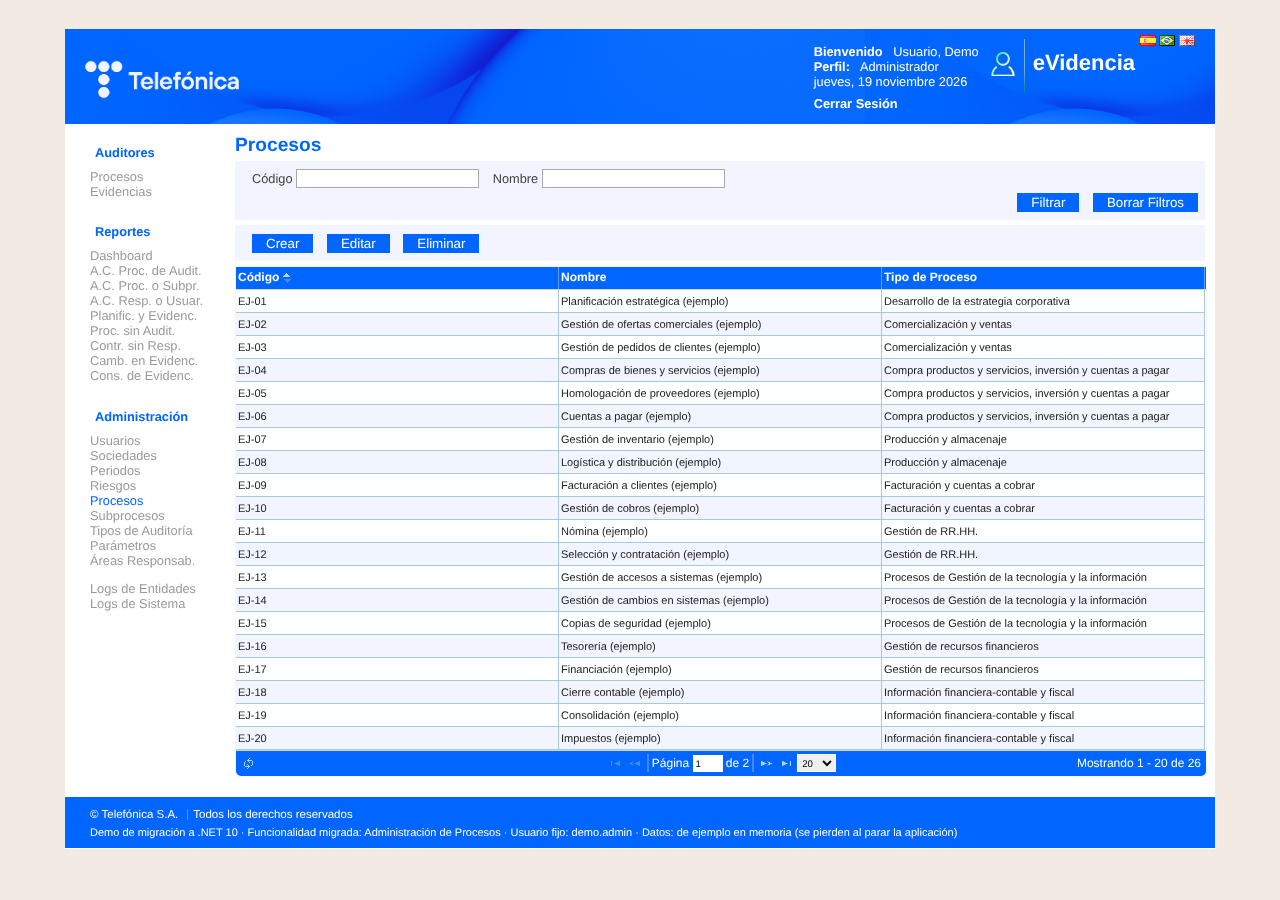 Telefónica
Bienvenido Usuario, Demo
Perfil: Administrador
jueves, 19 noviembre 2026
Cerrar Sesión
eVidencia
Auditores
Procesos
Evidencias
Reportes
Dashboard
A.C. Proc. de Audit.
A.C. Proc. o Subpr.
A.C. Resp. o Usuar.
Planific. y Evidenc.
Proc. sin Audit.
Contr. sin Resp.
Camb. en Evidenc.
Cons. de Evidenc.
Administración
Usuarios
Sociedades
Periodos
Riesgos
Procesos
Subprocesos
Tipos de Auditoría
Parámetros
Áreas Responsab.
Logs de Entidades
Logs de Sistema
Procesos
Código Nombre
Filtrar Borrar Filtros
Crear Editar Eliminar
Código Nombre Tipo de Proceso
EJ-01 Planificación estratégica (ejemplo) Desarrollo de la estrategia corporativa
EJ-02 Gestión de ofertas comerciales (ejemplo) Comercialización y ventas
EJ-03 Gestión de pedidos de clientes (ejemplo) Comercialización y ventas
EJ-04 Compras de bienes y servicios (ejemplo) Compra productos y servicios, inversión y cuentas a pagar
EJ-05 Homologación de proveedores (ejemplo) Compra productos y servicios, inversión y cuentas a pagar
EJ-06 Cuentas a pagar (ejemplo) Compra productos y servicios, inversión y cuentas a pagar
EJ-07 Gestión de inventario (ejemplo) Producción y almacenaje
EJ-08 Logística y distribución (ejemplo) Producción y almacenaje
EJ-09 Facturación a clientes (ejemplo) Facturación y cuentas a cobrar
EJ-10 Gestión de cobros (ejemplo) Facturación y cuentas a cobrar
EJ-11 Nómina (ejemplo) Gestión de RR.HH.
EJ-12 Selección y contratación (ejemplo) Gestión de RR.HH.
EJ-13 Gestión de accesos a sistemas (ejemplo) Procesos de Gestión de la tecnología y la información
EJ-14 Gestión de cambios en sistemas (ejemplo) Procesos de Gestión de la tecnología y la información
EJ-15 Copias de seguridad (ejemplo) Procesos de Gestión de la tecnología y la información
EJ-16 Tesorería (ejemplo) Gestión de recursos financieros
EJ-17 Financiación (ejemplo) Gestión de recursos financieros
EJ-18 Cierre contable (ejemplo) Información financiera-contable y fiscal
EJ-19 Consolidación (ejemplo) Información financiera-contable y fiscal
EJ-20 Impuestos (ejemplo) Información financiera-contable y fiscal
Página 1 de 2 20 Mostrando 1 - 20 de 26
© Telefónica S.A. Todos los derechos reservados
Demo de migración a .NET 10 · Funcionalidad migrada: Administración de Procesos · Usuario fijo: demo.admin · Datos: de ejemplo en memoria (se pierden al parar la aplicación)